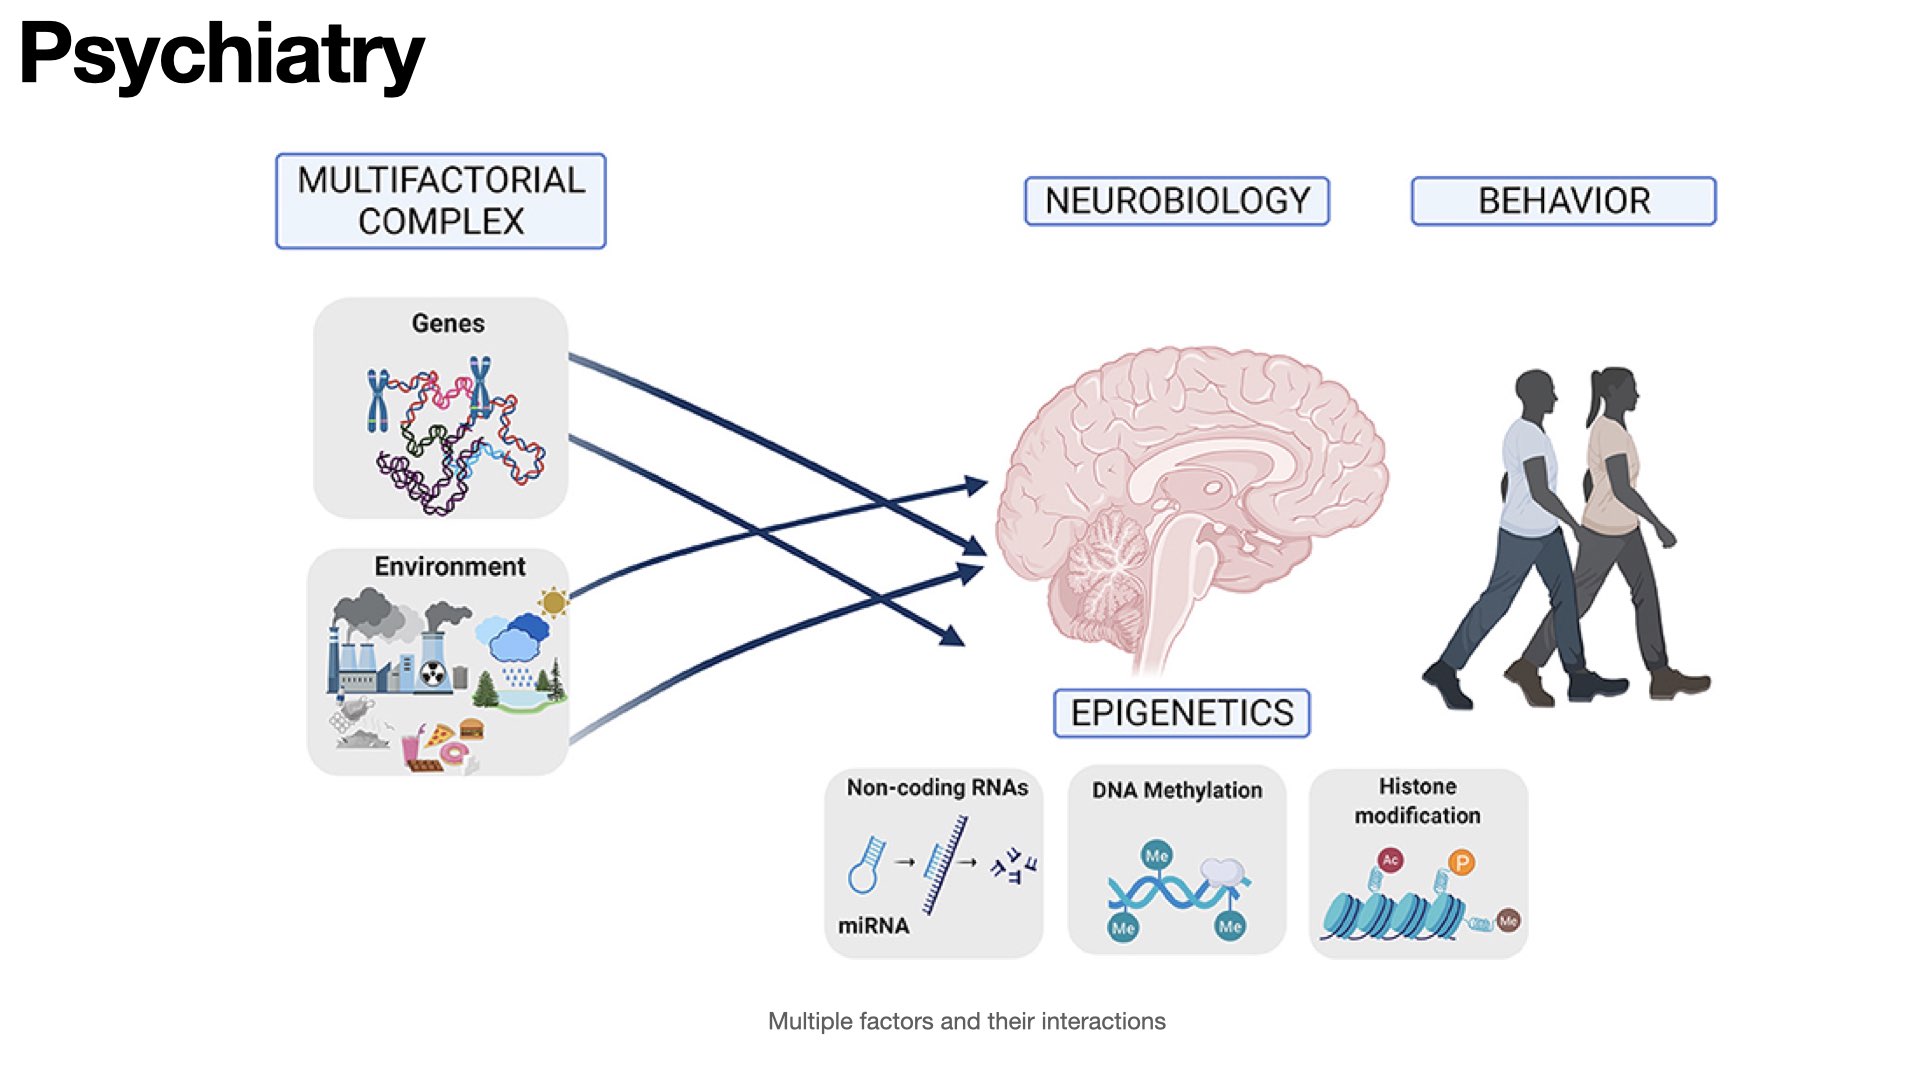 Psychiatry
MULTIFACTORIAL
COMPLEX
NEUROBIOLOGY
BEHAVIOR
Genes
Environment
EPIGENETICS
Non-coding RNAs
miRNA
DNA Methylation
Me
Me
Me
Histone
modification
Ac
P
Me
Multiple factors and their interactions